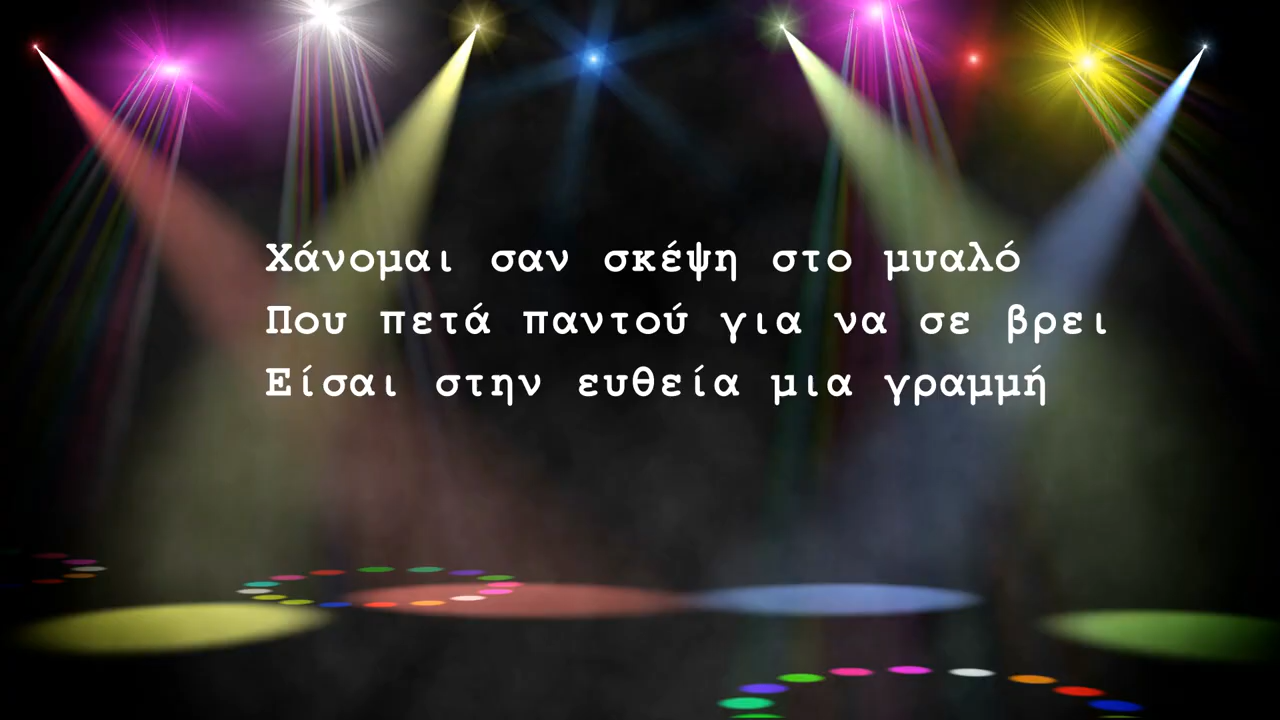 Χάνομαι σαν σκέψη στο μυαλό
Που πετά παντού για να σε βρει
Είσαι στην ευθεία μια γραμμή